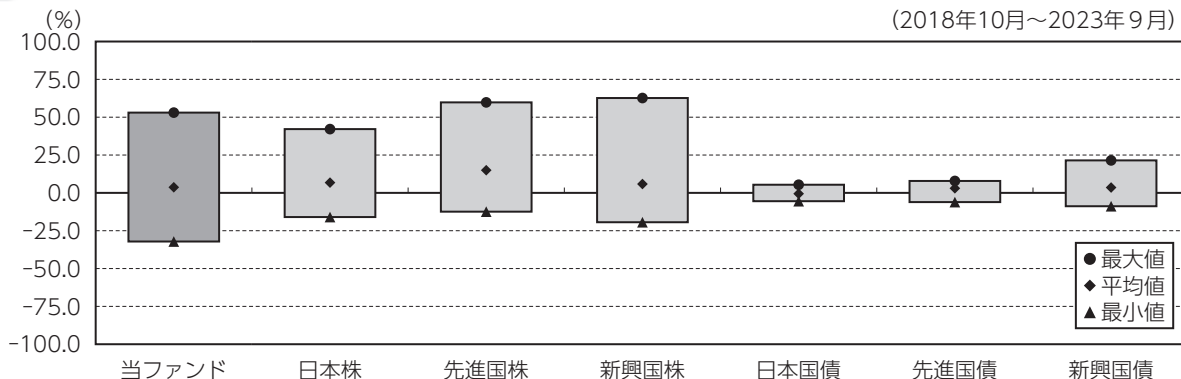 (%)
(2018年10月～2023年9月)
100.0
75.0
50.0
25.0
0.0
-25.0
-50.0
-75.0
-100.0
●最大値
◆平均値
▲最小値
当ファンド 日本株 先進国株 新興国株 日本国債 先進国債 新興国債